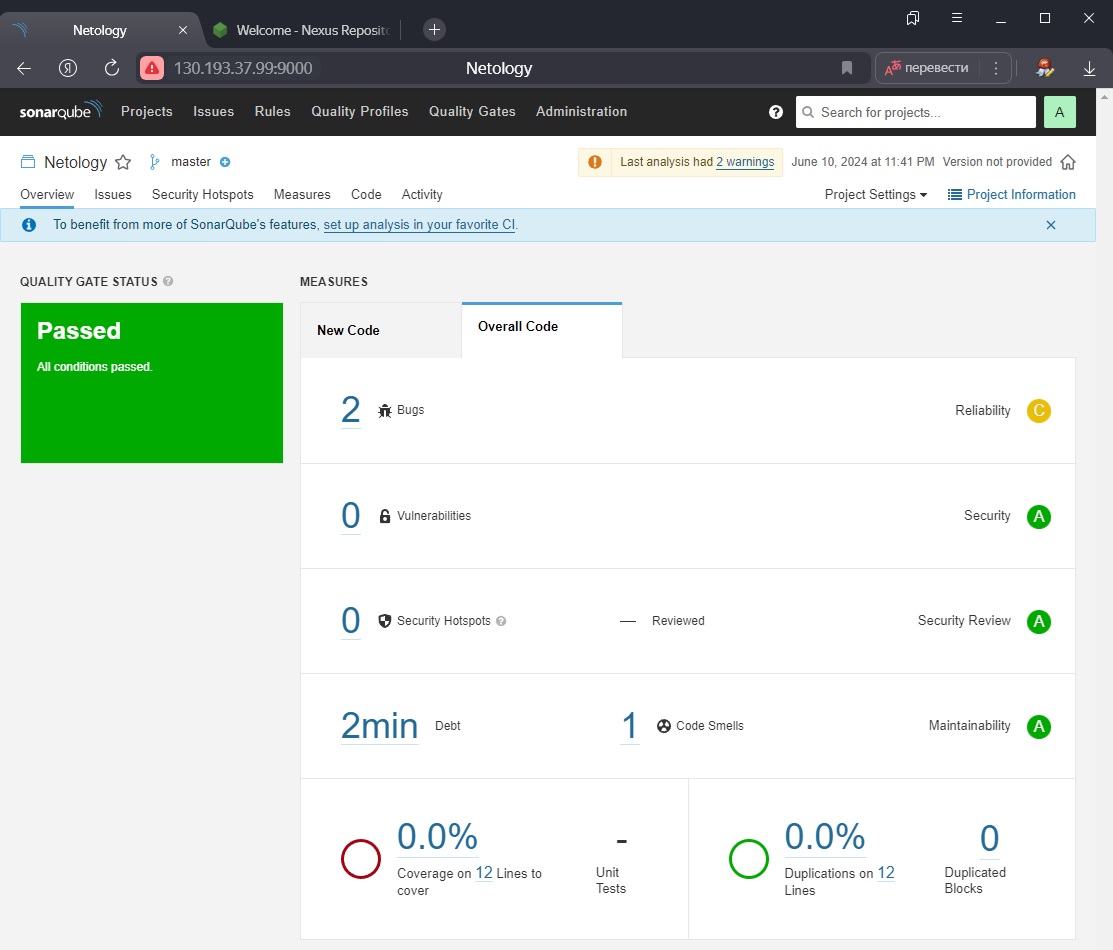 Netology
Welcome - Nexus Reposit
Я
130.193.37.99:9000
Netology
перевести
sonarqube
Projects
Issues
Rules
Quality Profiles
Quality Gates
Administration
?
Search for projects...
A
Netology
master
Last analysis had 2 warnings
June 10, 2024 at 11:41 PM
Version not provided
Overview
Issues
Security Hotspots
Measures
Code
Activity
Project Settings
Project Information
To benefit from more of SonarQube's features, set up analysis in your favorite CI.
QUALITY GATE STATUS
MEASURES
Passed
All conditions passed.
New Code
Overall Code
2 Bugs
Reliability C
0 Vulnerabilities
Security A
0 Security Hotspots
— Reviewed
Security Review A
2min Debt
1 Code Smells
Maintainability A
0.0%
Coverage on 12 Lines to
cover
-
Unit
Tests
0.0%
Duplications on 12
Lines
0
Duplicated
Blocks